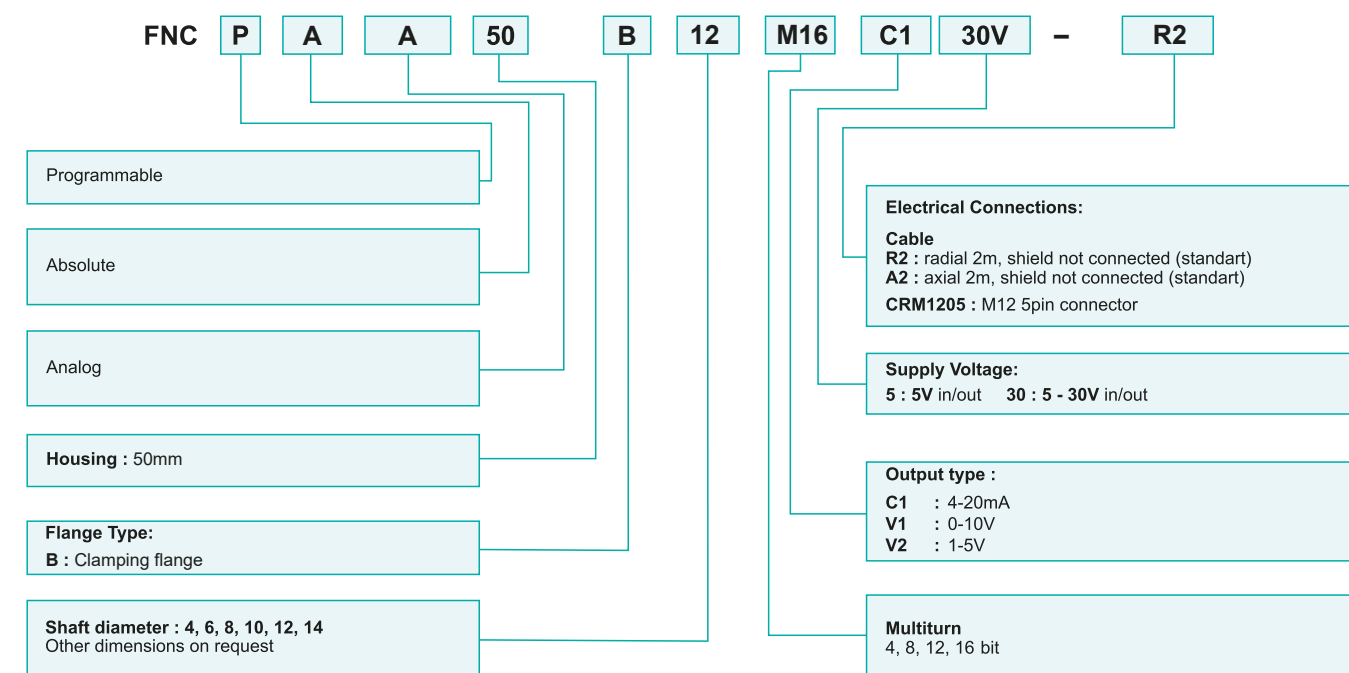 FNC P A A 50 B 12 M16 C1 30V – R2
Programmable
Absolute
Analog
Housing : 50mm
Flange Type:
B : Clamping flange
Shaft diameter : 4, 6, 8, 10, 12, 14
Other dimensions on request
Electrical Connections:
Cable
R2 : radial 2m, shield not connected (standart)
A2 : axial 2m, shield not connected (standart)
CRM1205 : M12 5pin connector
Supply Voltage:
5 : 5V in/out 30 : 5 - 30V in/out
Output type :
C1 : 4-20mA
V1 : 0-10V
V2 : 1-5V
Multiturn
4, 8, 12, 16 bit